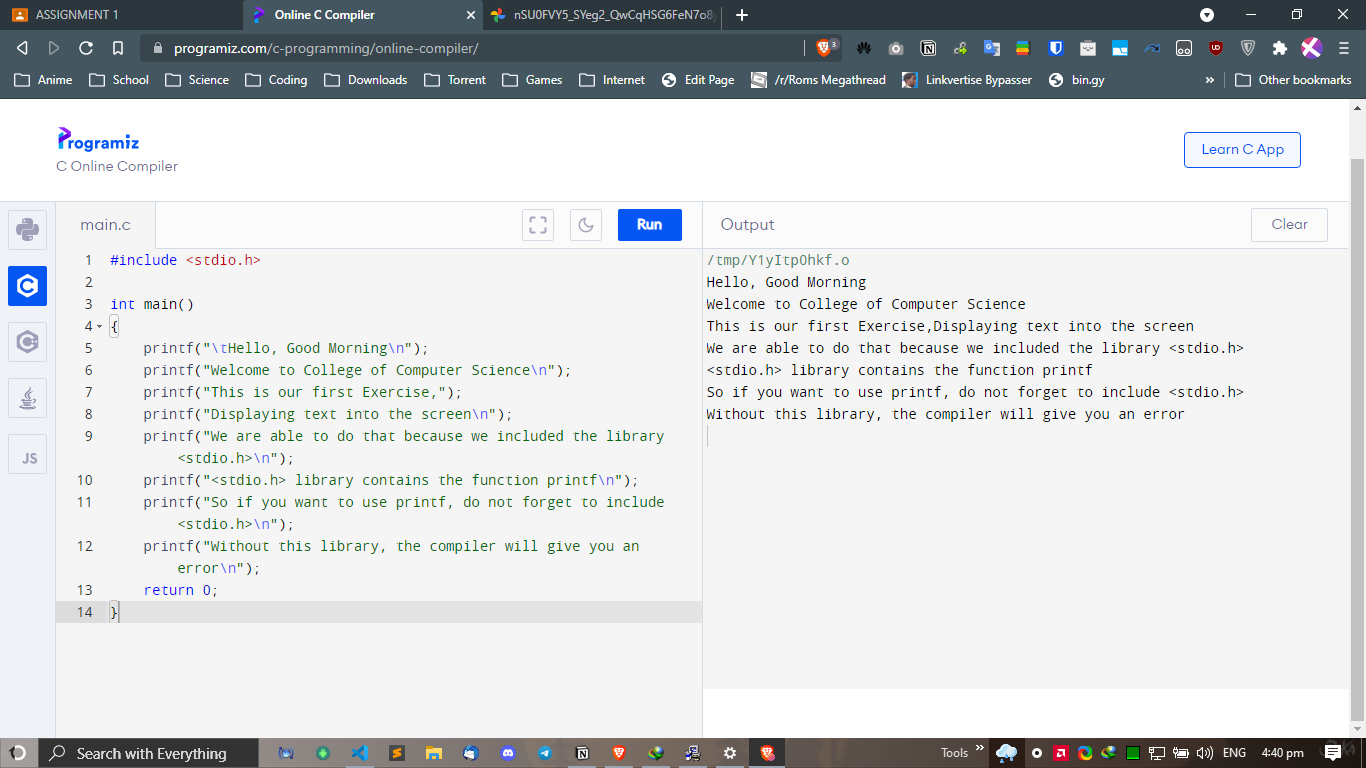 ASSIGNMENT 1
Online C Compiler
nSU0FVY5_SYeg2_QwCqHSG6FeN7o8
programiz.com/c-programming/online-compiler/
3
Anime School Science Coding Downloads Torrent Games Internet Edit Page /r/Roms Megathread Linkvertise Bypasser bin.gy » Other bookmarks
Programiz
C Online Compiler
Learn C App
main.c
Run
Output
Clear
JS
1 #include <stdio.h>
2
3 int main()
4 {
5 printf("\tHello, Good Morning\n");
6 printf("Welcome to College of Computer Science\n");
7 printf("This is our first Exercise,");
8 printf("Displaying text into the screen\n");
9 printf("We are able to do that because we included the library
<stdio.h>\n");
10 printf("<stdio.h> library contains the function printf\n");
11 printf("So if you want to use printf, do not forget to include
<stdio.h>\n");
12 printf("Without this library, the compiler will give you an
error\n");
13 return 0;
14 }
/tmp/Y1yItpOhkf.o
Hello, Good Morning
Welcome to College of Computer Science
This is our first Exercise,Displaying text into the screen
We are able to do that because we included the library <stdio.h>
<stdio.h> library contains the function printf
So if you want to use printf, do not forget to include <stdio.h>
Without this library, the compiler will give you an error
Search with Everything
Tools »
ENG
4:40 pm